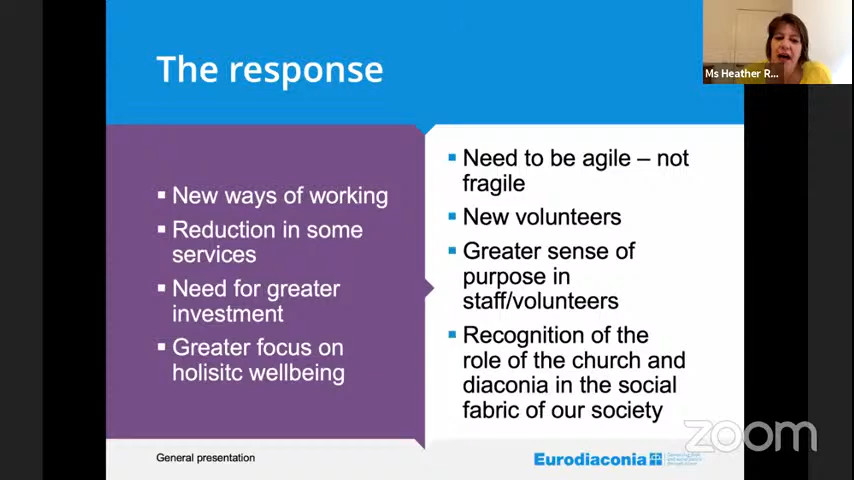 The response
Ms Heather R...
▪ New ways of working
▪ Reduction in some
services
▪ Need for greater
investment
▪ Greater focus on
holisitc wellbeing
▪ Need to be agile – not
fragile
▪ New volunteers
▪ Greater sense of
purpose in
staff/volunteers
▪ Recognition of the
role of the church and
diaconia in the social
fabric of our society
General presentation
Eurodiaconia
zoom